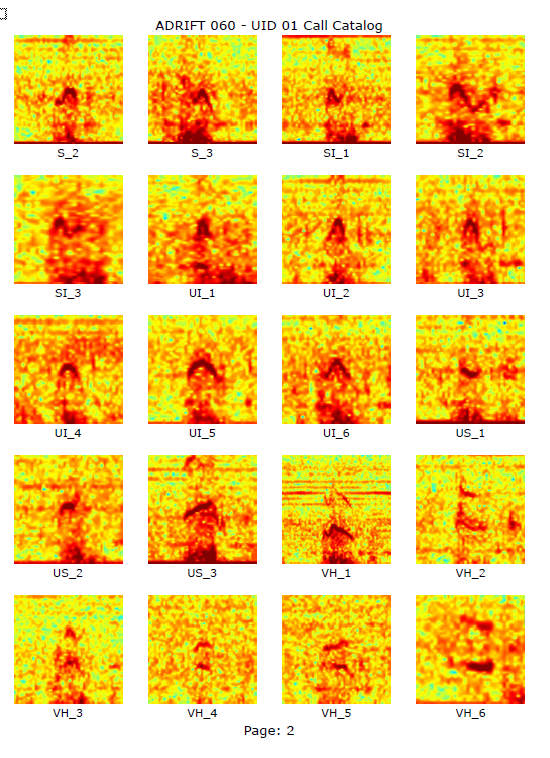 ADRIFT 060 - UID 01 Call Catalog
S_2 S_3 SI_1 SI_2
SI_3 UI_1 UI_2 UI_3
UI_4 UI_5 UI_6 US_1
US_2 US_3 VH_1 VH_2
VH_3 VH_4 VH_5 VH_6
Page: 2